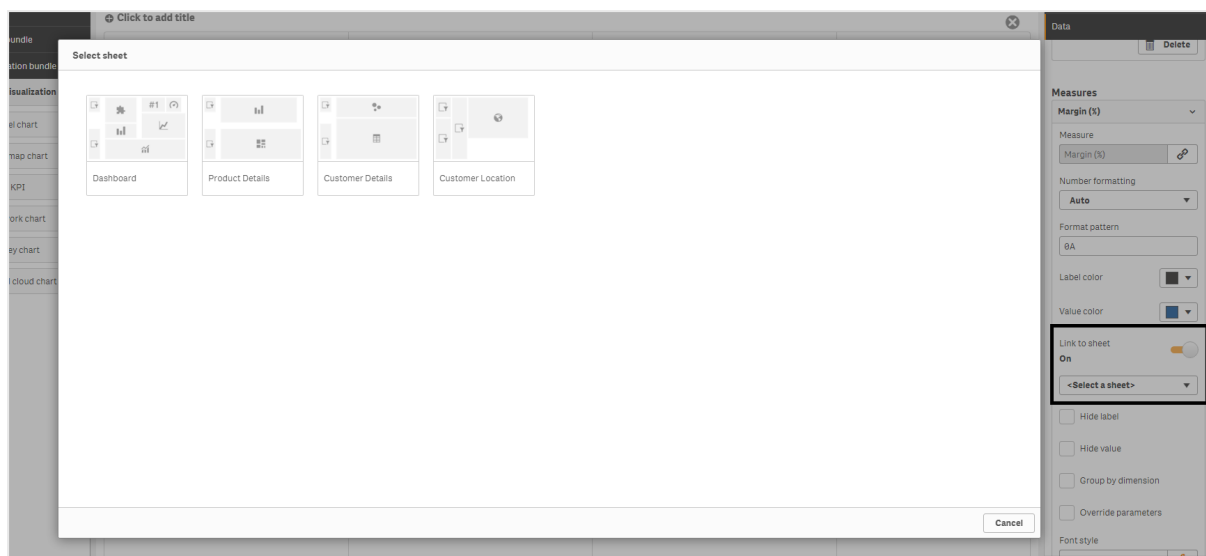 Click to add title
Data
undle
Delete
ation bundle
Select sheet
isualization
Measures
#1
Margin (%)
el chart
Measure
Margin (%)
map chart
Dashboard
Product Details
Customer Details
Customer Location
KPI
Number formatting
Auto
ork chart
Format pattern
ey chart
0A
l cloud chart
Label color
Value color
Link to sheet
On
<Select a sheet>
Hide label
Hide value
Group by dimension
Cancel
Override parameters
Font style